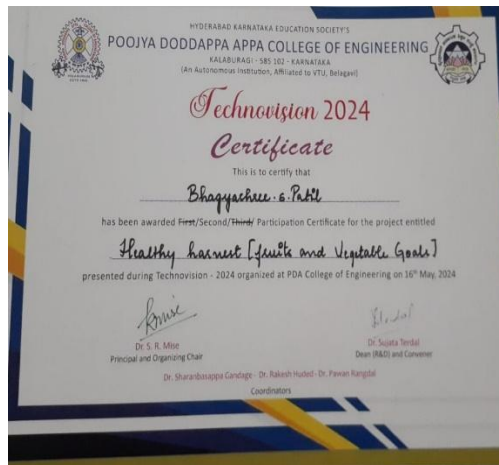 HYDERABAD KARNATAKA EDUCATION SOCIETY'S
POOJYA DODDAPPA APPA COLLEGE OF ENGINEERING
KALABURAGI - 585 102 - KARNATAKA
(An Autonomous Institution, Affiliated to VTU, Belagavi)
Technovision 2024
Certificate
This is to certify that
Bhagyashree .S. Patil
has been awarded First/Second/Third/ Participation Certificate for the project entitled
Healthy harnest [fruits and Vegetable Goals]
presented during Technovision - 2024 organized at PDA College of Engineering on 16th May, 2024
Dr. S. R. Mise
Principal and Organizing Chair
Dr. Sujata Terdal
Dean (R&D) and Convener
Dr. Sharanbasappa Gandage - Dr. Rakesh Huded - Dr. Pawan Rangdal
Coordinators